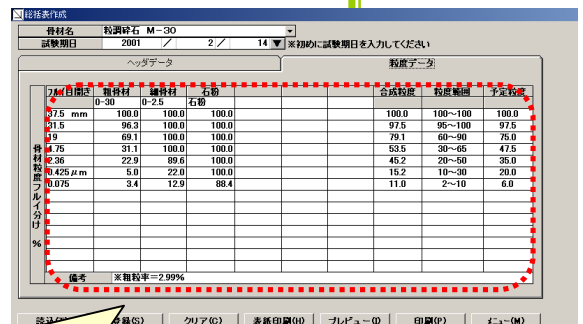 総括表作成
骨材名 粒調砕石 M－30
試験期日 2001 / 2 / 14 ※初めに試験期日を入力してください
ヘッダデータ 粒度データ
フルイ目開き 粗骨材 細骨材 石粉 合成粒度 粒度範囲 予定粒度
0-30 0-2.5 石粉
37.5 mm 100.0 100.0 100.0 100.0 100～100 100.0
31.5 96.3 100.0 100.0 97.5 95～100 97.5
19 69.1 100.0 100.0 79.1 60～90 75.0
4.75 31.1 100.0 100.0 53.5 30～65 47.5
2.36 22.9 89.6 100.0 45.2 20～50 35.0
0.425μm 5.0 22.0 100.0 15.2 10～30 20.0
0.075 3.4 12.9 88.4 11.0 2～10 6.0
骨材粒度フルイ分け %
備考 ※粗粒率=2.99%
クリア(C) 表紙印刷(H) プレビュー(I) 印刷(P) メニュー(M)